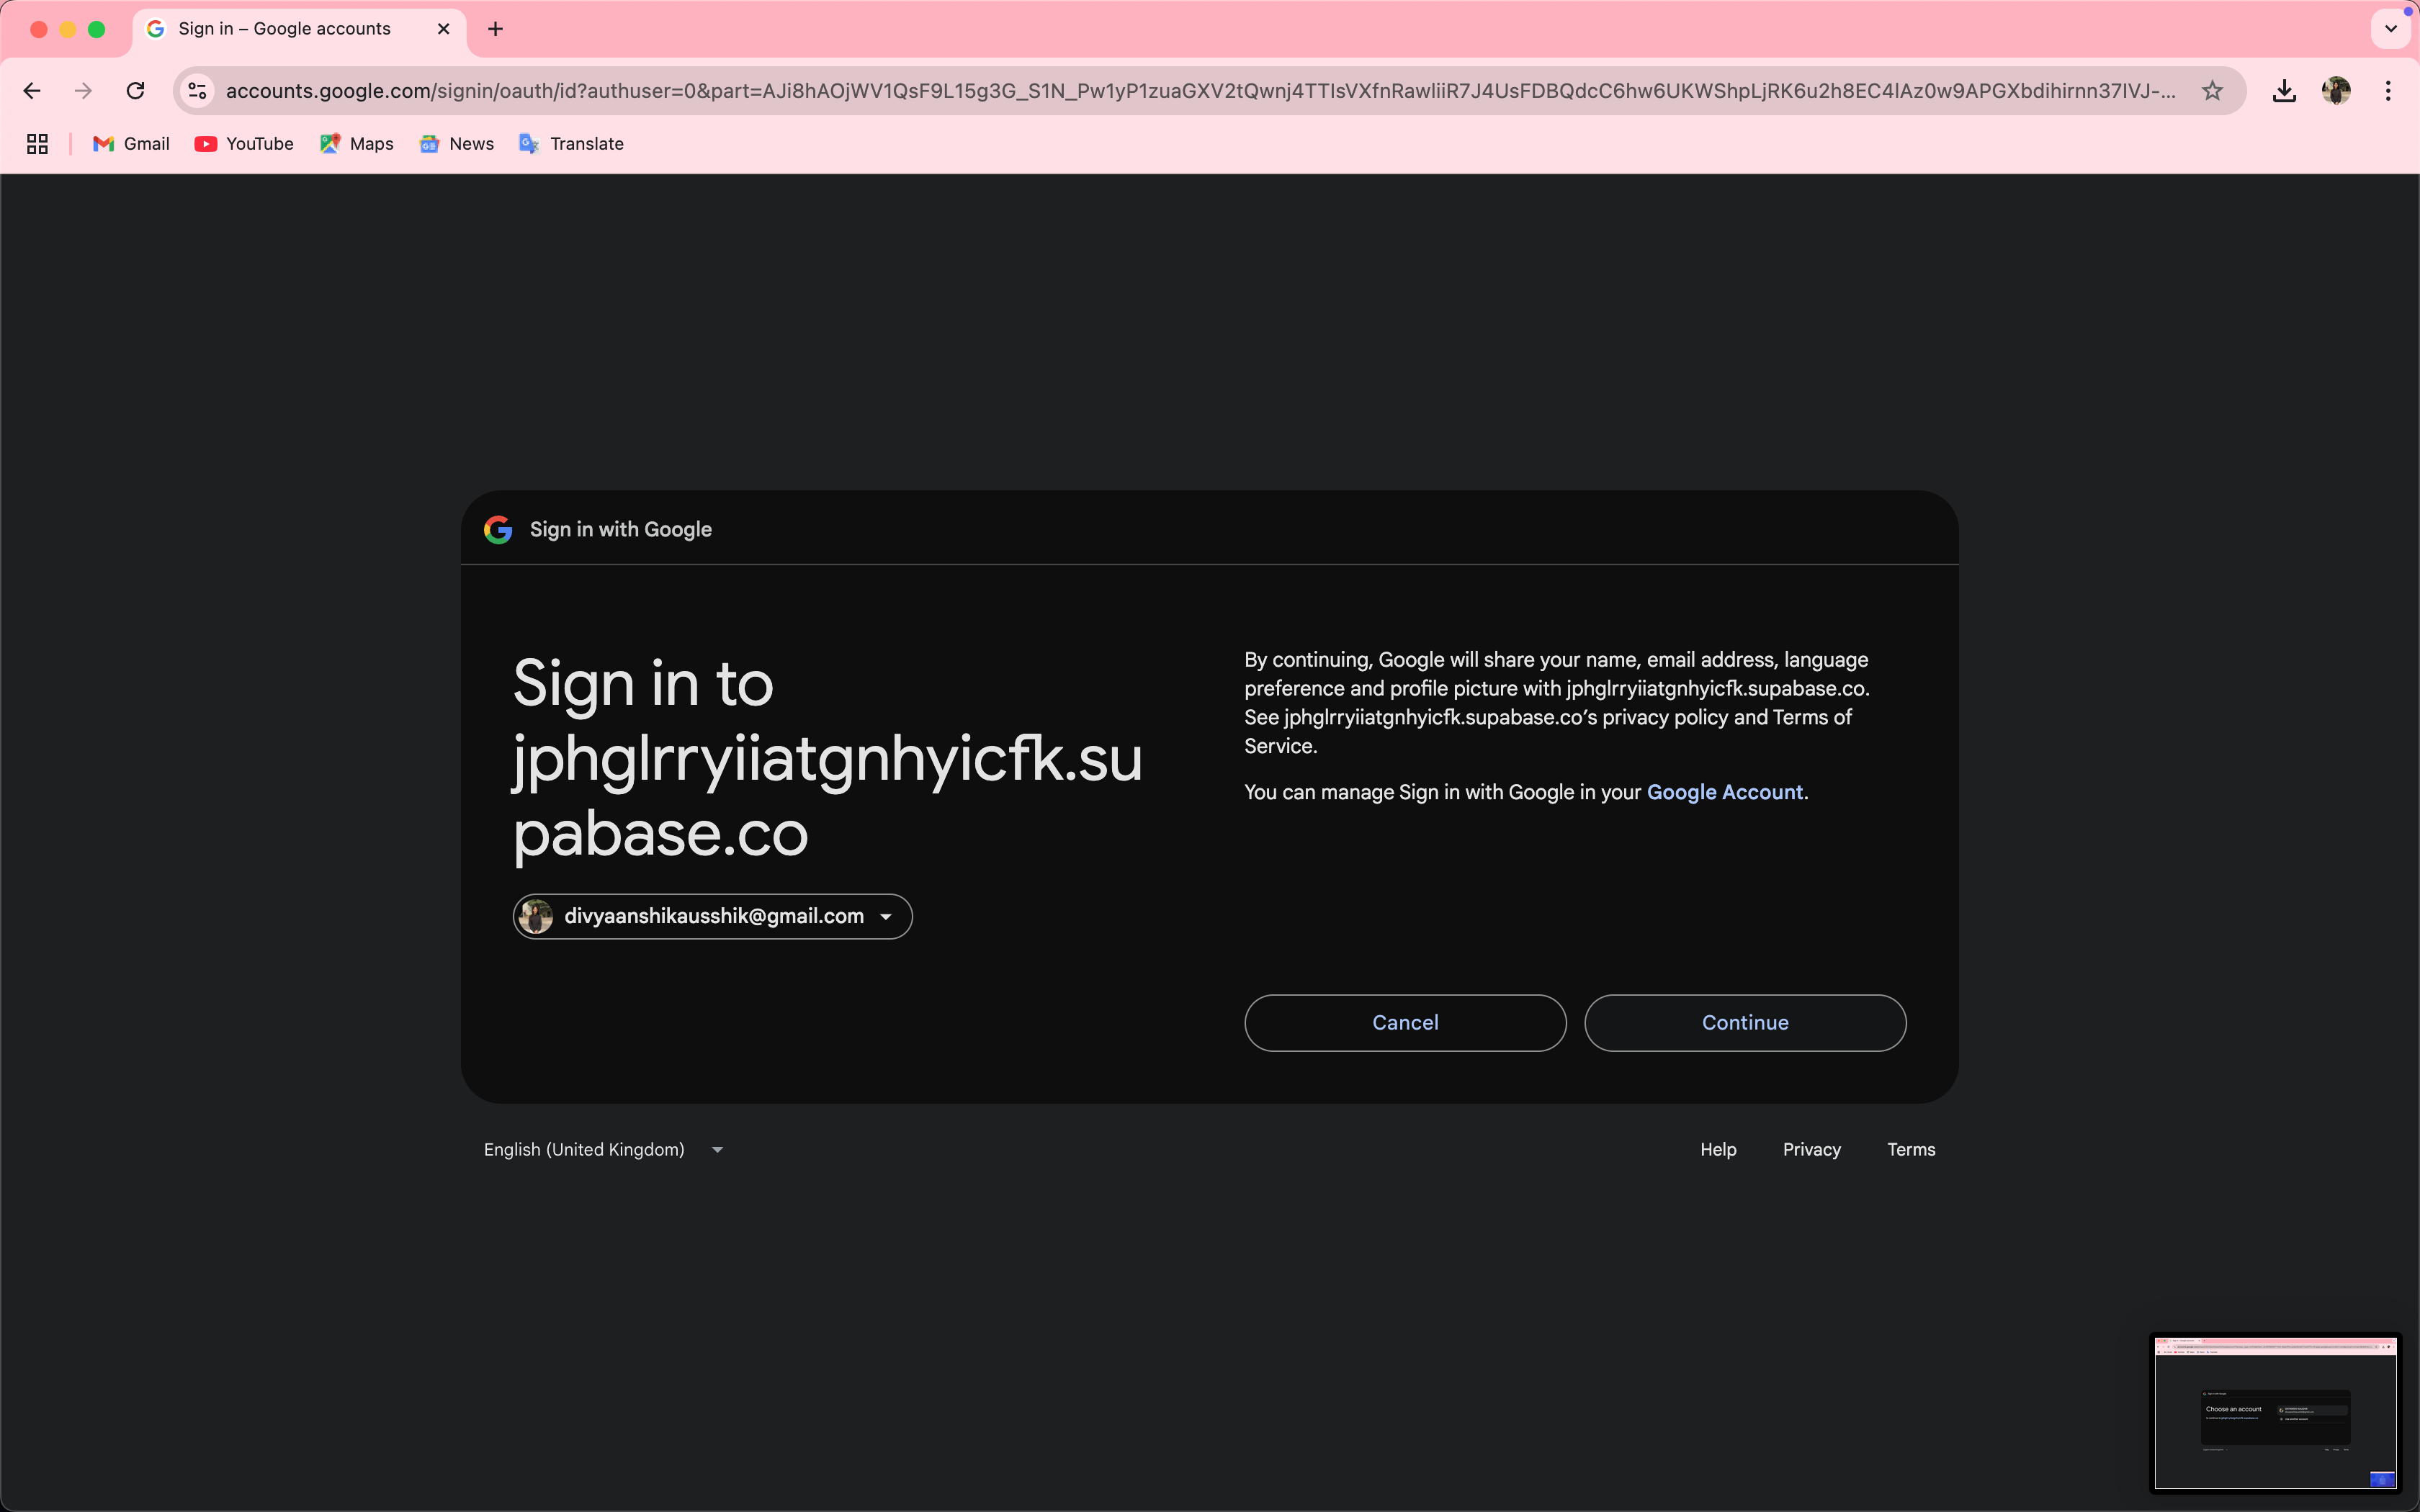 Sign in – Google accounts
accounts.google.com/signin/oauth/id?authuser=0&part=AJi8hAOjWV1QsF9L15g3G_S1N_Pw1yP1zuaGXV2tQwnj4TTIsVXfnRawliiR7J4UsFDBQdcC6hw6UKWShpLjRK6u2h8EC4lAz0w9APGXbdihirnn37IVJ-...
Gmail YouTube Maps News Translate
Sign in with Google
Sign in to
jphglrryiiatgnhyicfk.su
pabase.co
divyaanshikausshik@gmail.com
By continuing, Google will share your name, email address, language
preference and profile picture with jphglrryiiatgnhyicfk.supabase.co.
See jphglrryiiatgnhyicfk.supabase.co’s privacy policy and Terms of
Service.
You can manage Sign in with Google in your Google Account.
Cancel Continue
English (United Kingdom) Help Privacy Terms
Choose an account